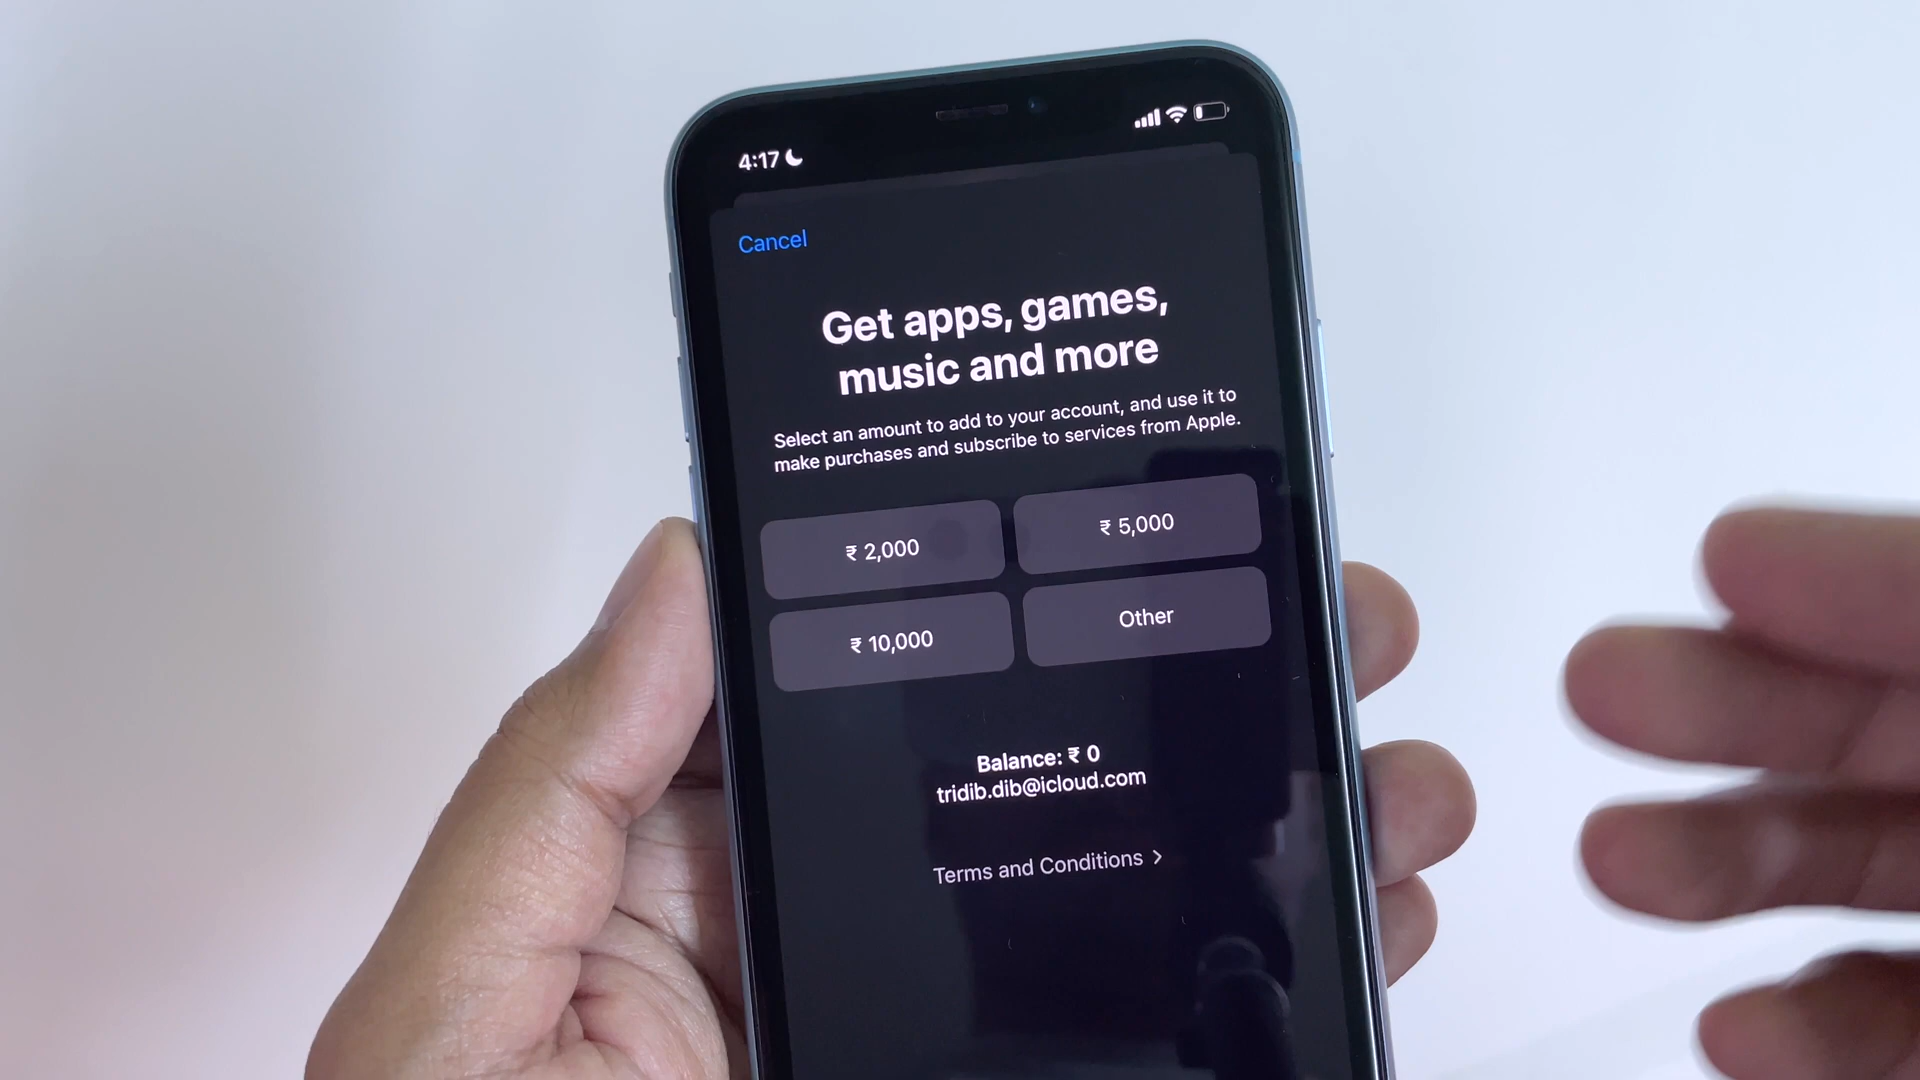 4:17
Cancel
Get apps, games,
music and more
Select an amount to add to your account, and use it to
make purchases and subscribe to services from Apple.
₹ 2,000
₹ 5,000
₹ 10,000
Other
Balance: ₹ 0
tridib.dib@icloud.com
Terms and Conditions >